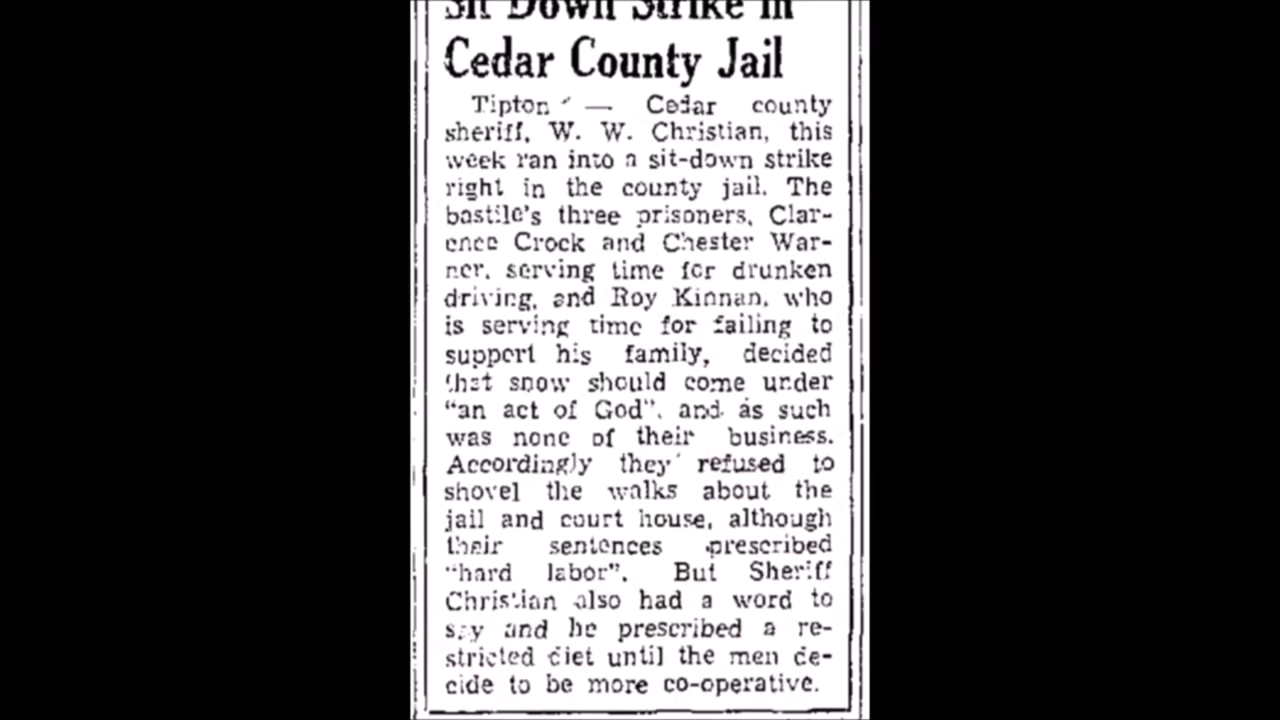 Sit Down Strike in
Cedar County Jail
Tipton — Cedar county
sheriff, W. W. Christian, this
week ran into a sit-down strike
right in the county jail. The
bastile's three prisoners, Clar-
ence Crock and Chester War-
ner, serving time for drunken
driving, and Roy Kinnan, who
is serving time for failing to
support his family, decided
that snow should come under
"an act of God", and as such
was none of their business.
Accordingly they refused to
shovel the walks about the
jail and court house, although
their sentences prescribed
"hard labor". But Sheriff
Christian also had a word to
say and he prescribed a re-
stricted diet until the men de-
cide to be more co-operative.